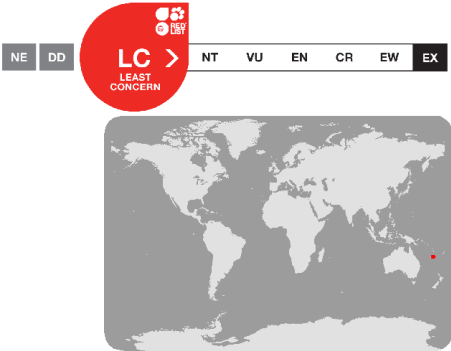 RED
LIST
NE DD LC > NT VU EN CR EW EX
LEAST
CONCERN